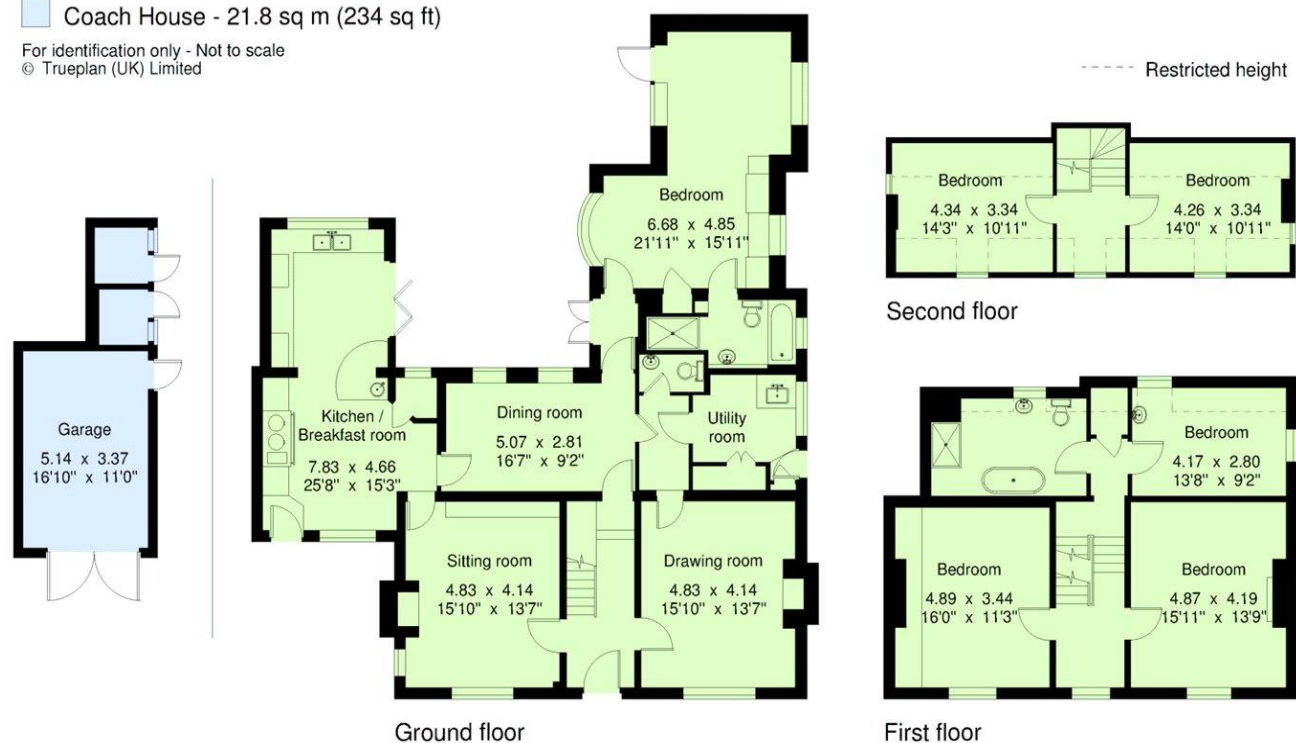 Coach House - 21.8 sq m (234 sq ft)
For identification only - Not to scale
© Trueplan (UK) Limited
Restricted height
Garage
5.14 x 3.37
16'10" x 11'0"
Kitchen /
Breakfast room
7.83 x 4.66
25'8" x 15'3"
Dining room
5.07 x 2.81
16'7" x 9'2"
Bedroom
6.68 x 4.85
21'11" x 15'11"
Utility
room
Sitting room
4.83 x 4.14
15'10" x 13'7"
Drawing room
4.83 x 4.14
15'10" x 13'7"
Ground floor
Bedroom
4.34 x 3.34
14'3" x 10'11"
Bedroom
4.26 x 3.34
14'0" x 10'11"
Second floor
Bedroom
4.17 x 2.80
13'8" x 9'2"
Bedroom
4.89 x 3.44
16'0" x 11'3"
Bedroom
4.87 x 4.19
15'11" x 13'9"
First floor